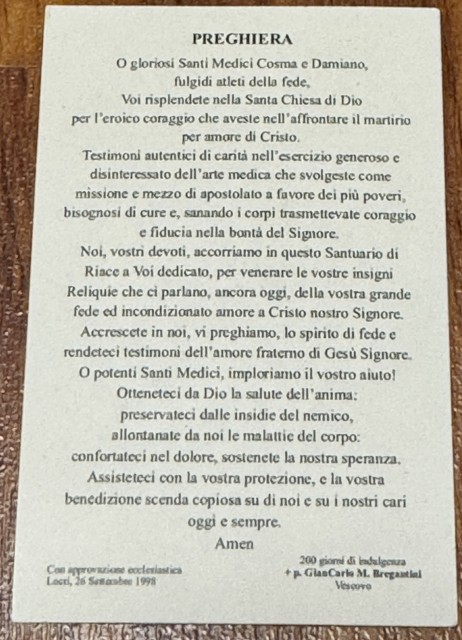 PREGHIERA
O gloriosi Santi Medici Cosma e Damiano,
fulgidi atleti della fede,
Voi risplendete nella Santa Chiesa di Dio
per l'eroico coraggio che aveste nell'affrontare il martirio
per amore di Cristo.
Testimoni autentici di carità nell'esercizio generoso e
disinteressato dell'arte medica che svolgeste come
missione e mezzo di apostolato a favore dei più poveri,
bisognosi di cure e, sanando i corpi trasmettevate coraggio
e fiducia nella bontà del Signore.
Noi, vostri devoti, accorriamo in questo Santuario di
Riace a Voi dedicato, per venerare le vostre insigni
Reliquie che ci parlano, ancora oggi, della vostra grande
fede ed incondizionato amore a Cristo nostro Signore.
Accrescete in noi, vi preghiamo, lo spirito di fede e
rendeteci testimoni dell'amore fraterno di Gesù Signore.
O potenti Santi Medici, imploriamo il vostro aiuto!
Otteneteci da Dio la salute dell'anima:
preservateci dalle insidie del nemico,
allontanate da noi le malattie del corpo:
confortateci nel dolore, sostenete la nostra speranza.
Assisteteci con la vostra protezione, e la vostra
benedizione scenda copiosa su di noi e su i nostri cari
oggi e sempre.
Amen
Con approvazione ecclesiastica
Locri, 26 Settembre 1998
200 giorni di indulgenza
+ p. GianCarlo M. Bregantini
Vescovo